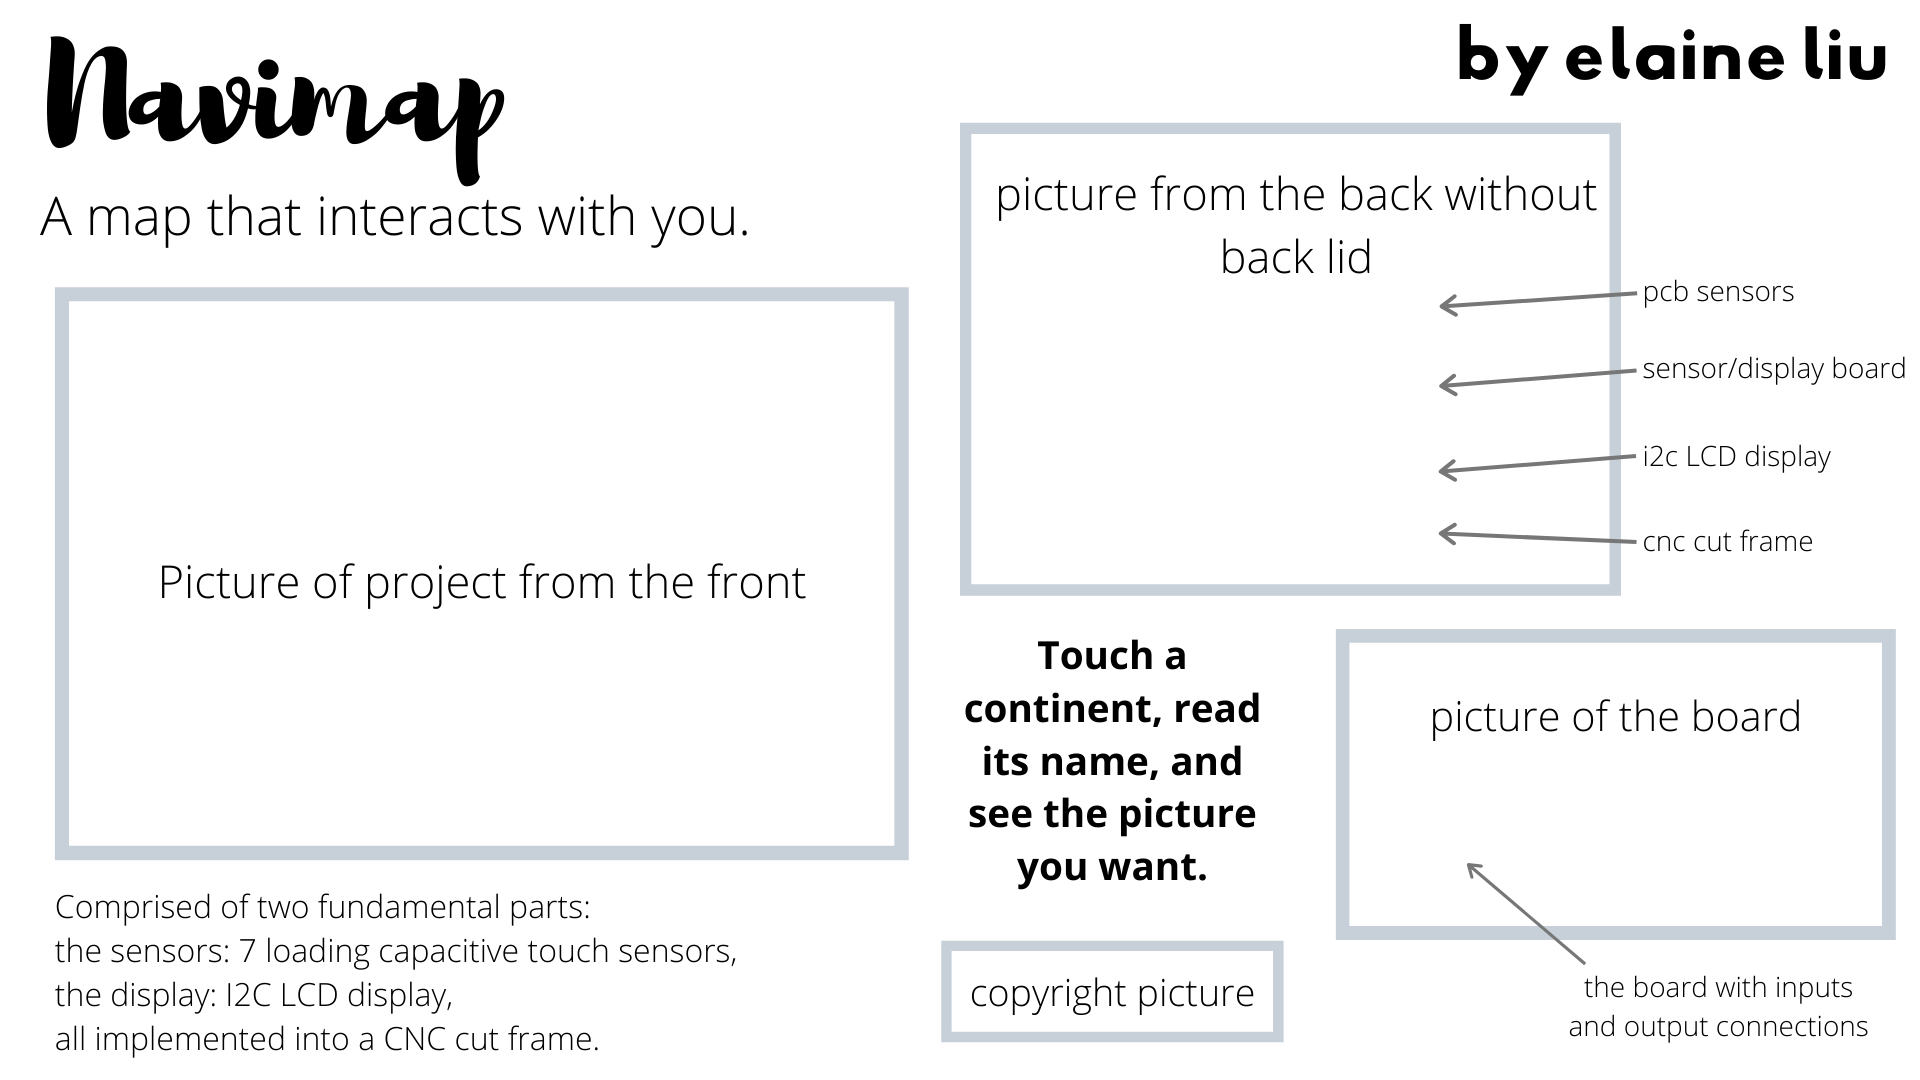 Navimap
by elaine liu
A map that interacts with you.
Picture of project from the front
Comprised of two fundamental parts:
the sensors: 7 loading capacitive touch sensors,
the display: I2C LCD display,
all implemented into a CNC cut frame.
picture from the back without
back lid
pcb sensors
sensor/display board
i2c LCD display
cnc cut frame
Touch a
continent, read
its name, and
see the picture
you want.
copyright picture
picture of the board
the board with inputs
and output connections